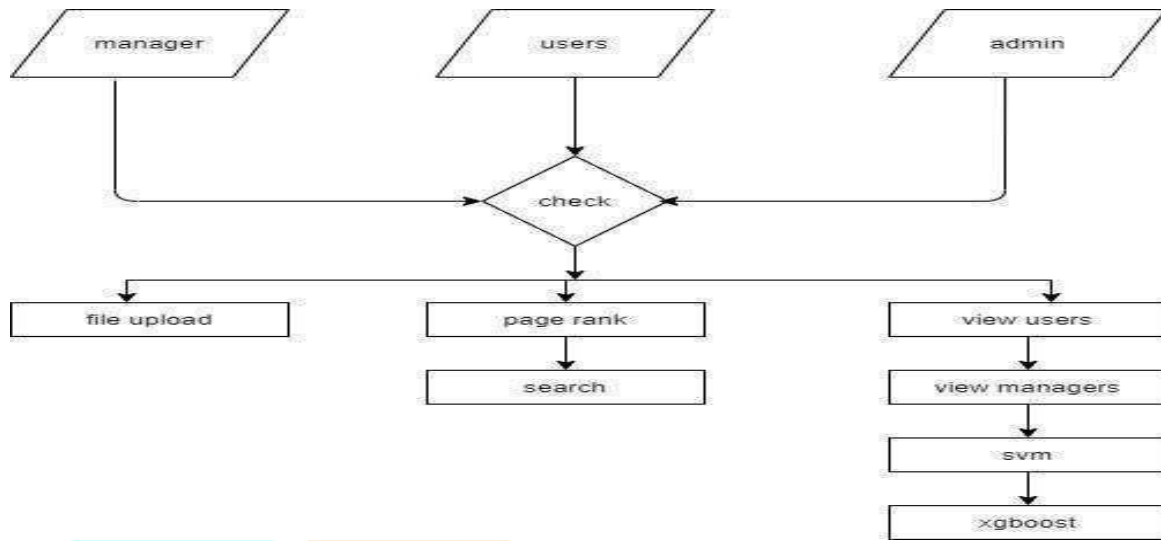 manager
users
admin
check
file upload
page rank
view users
search
view managers
svm
xgboost